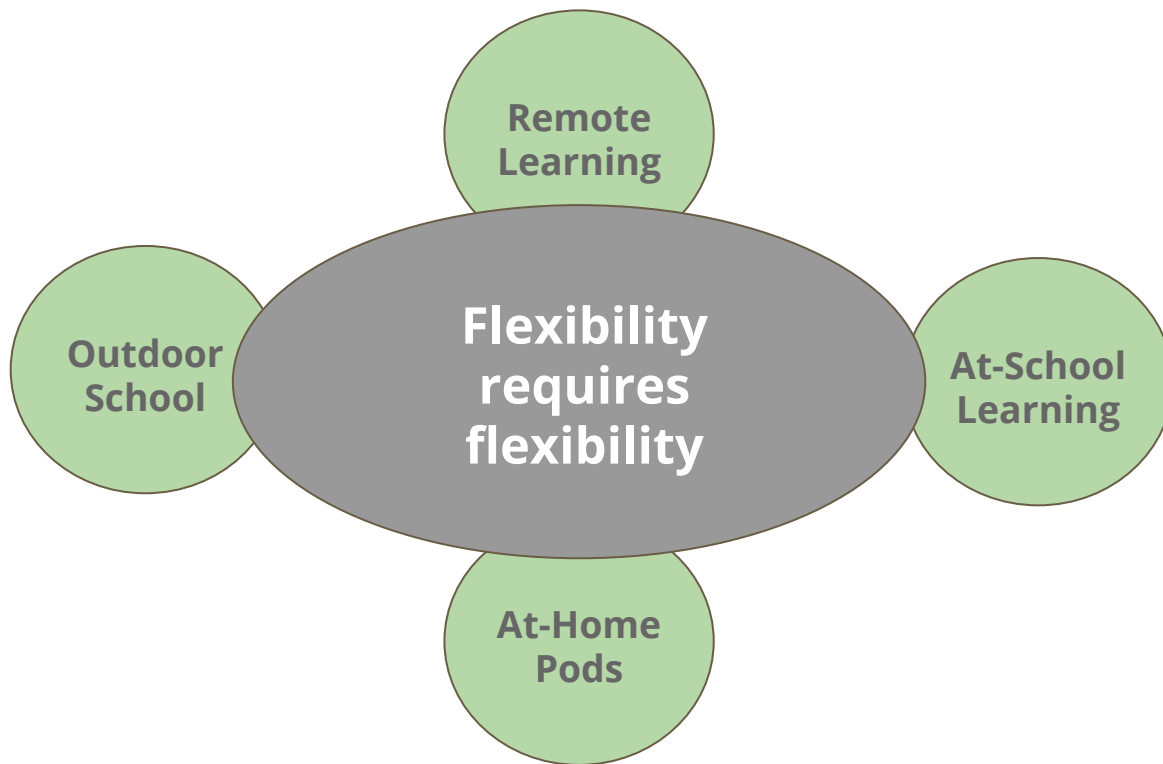 Remote
Learning
Outdoor
School
Flexibility
requires
flexibility
At-School
Learning
At-Home
Pods